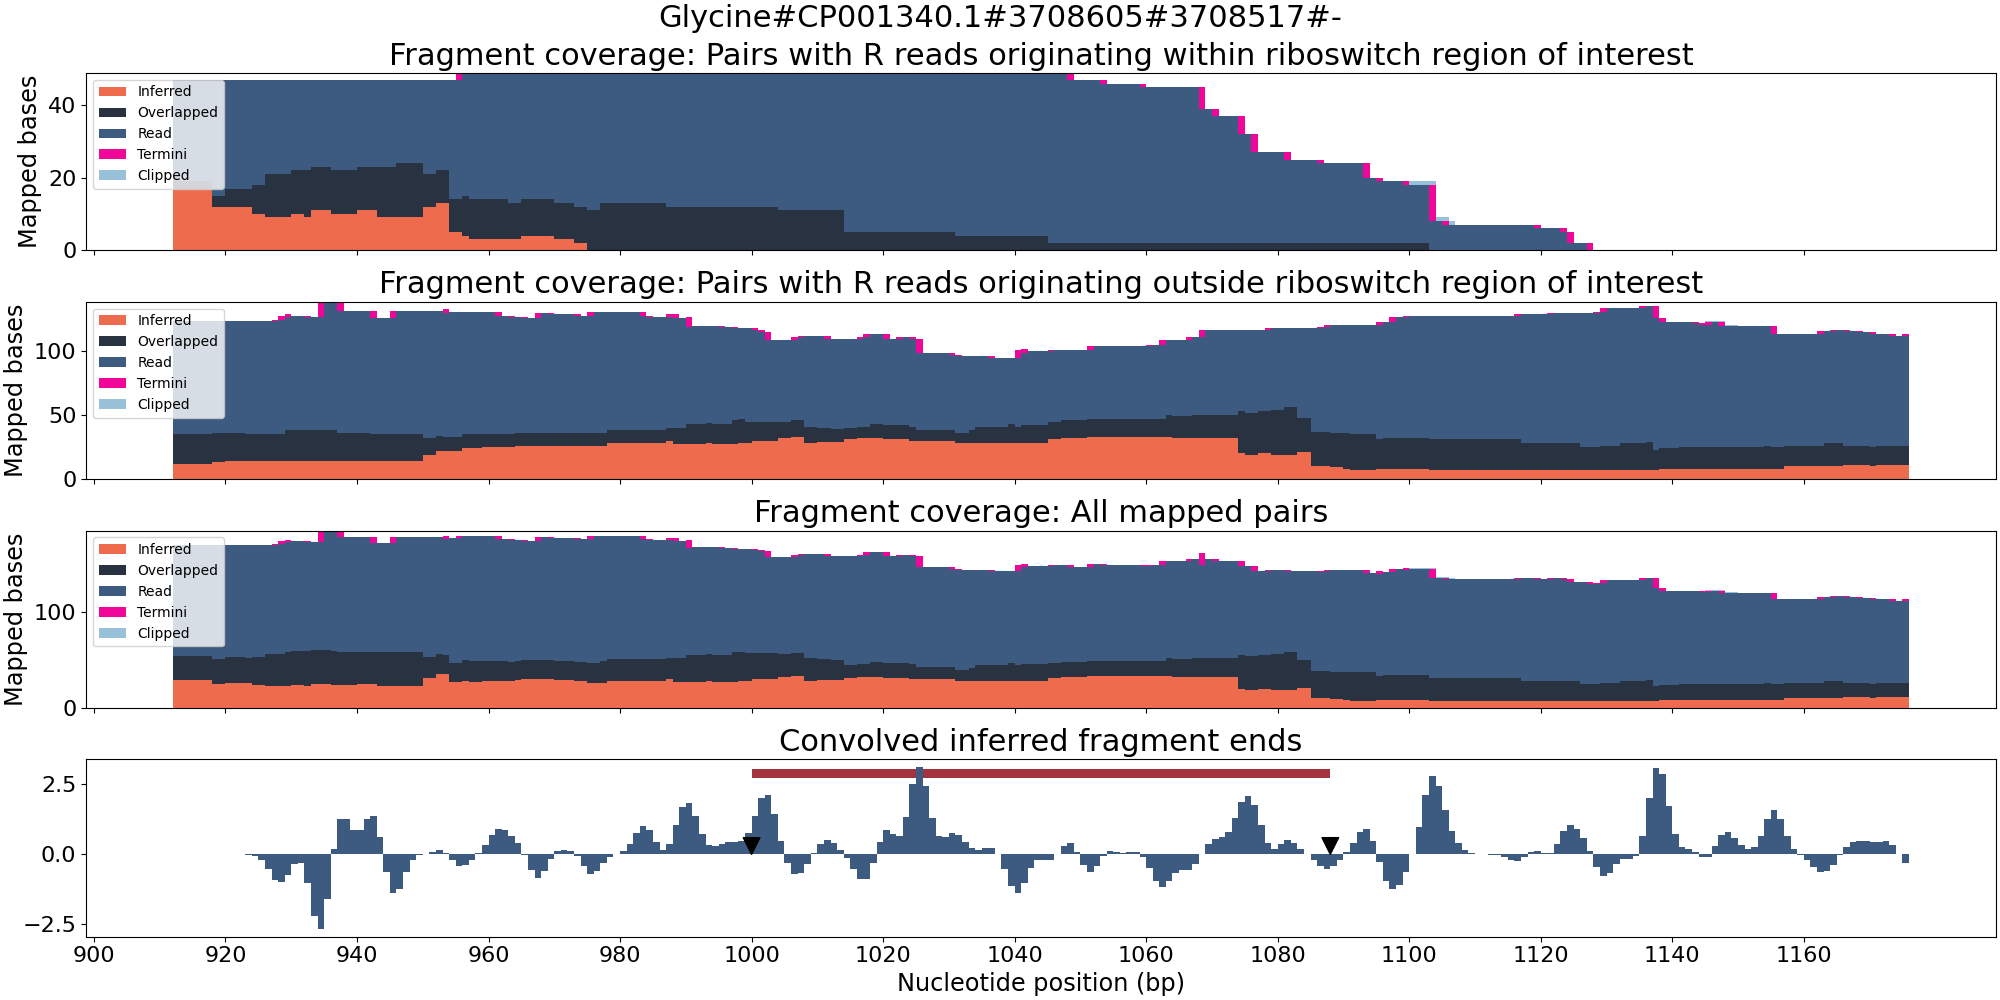 Glycine#CP001340.1#3708605#3708517#-
Fragment coverage: Pairs with R reads originating within riboswitch region of interest
Mapped bases
40
20
0
Inferred
Overlapped
Read
Termini
Clipped
Fragment coverage: Pairs with R reads originating outside riboswitch region of interest
Mapped bases
100
50
0
Inferred
Overlapped
Read
Termini
Clipped
Fragment coverage: All mapped pairs
Mapped bases
100
0
Inferred
Overlapped
Read
Termini
Clipped
Convolved inferred fragment ends
2.5
0.0
−2.5
900 920 940 960 980 1000 1020 1040 1060 1080 1100 1120 1140 1160
Nucleotide position (bp)